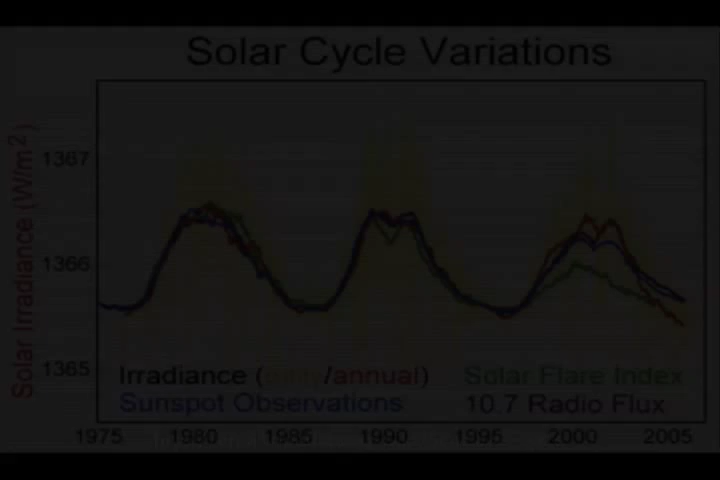 Solar Cycle Variations
Solar Irradiance (W/m²)
1367
1366
1365
Irradiance (daily/annual)
Solar Flare Index
Sunspot Observations
10.7 Radio Flux
1975 1980 1985 1990 1995 2000 2005